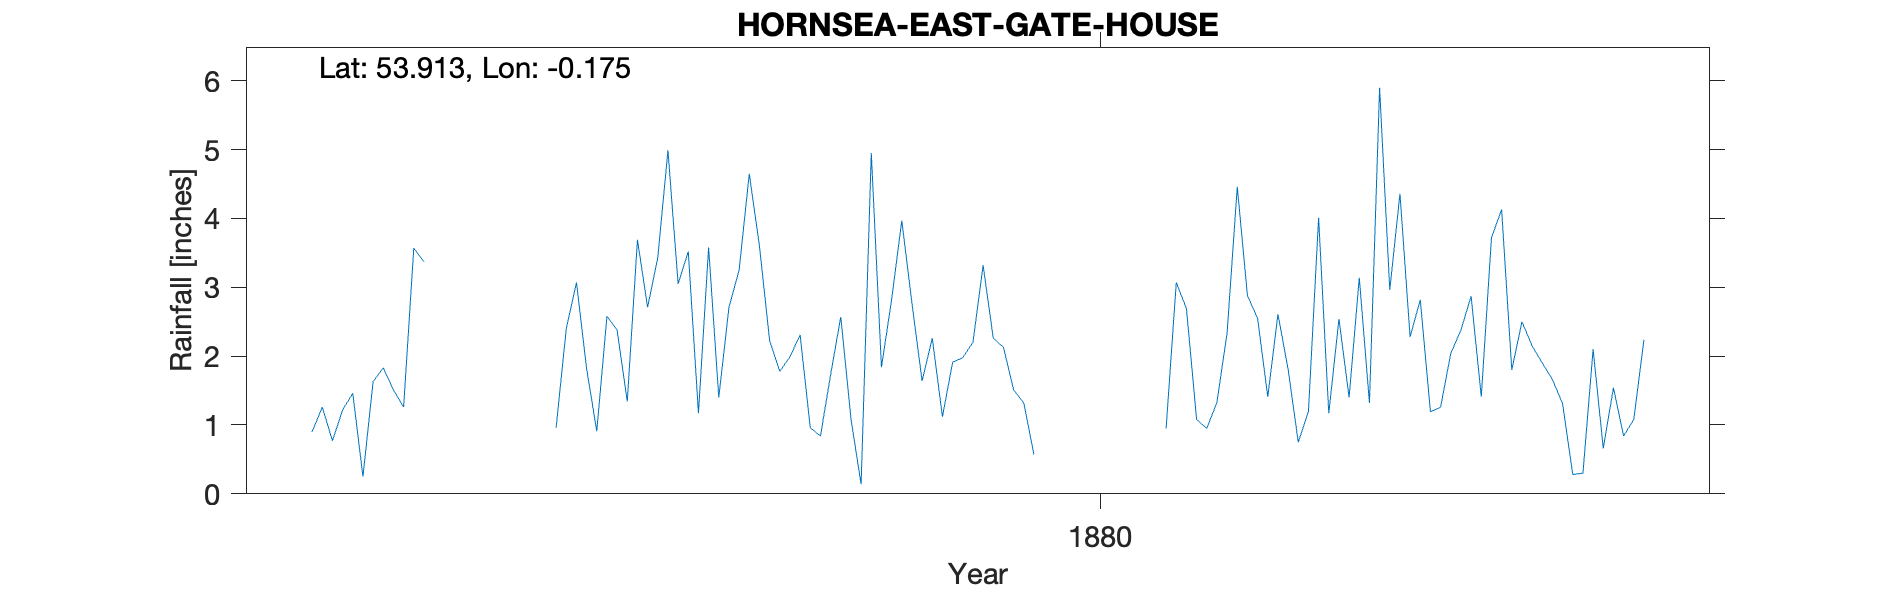 HORNSEA-EAST-GATE-HOUSE
Lat: 53.913, Lon: -0.175
6
5
4
3
2
1
0
Rainfall [inches]
1880
Year